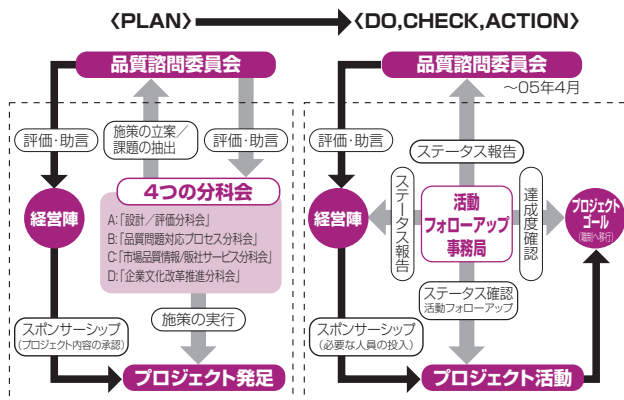 〈PLAN〉
〈DO,CHECK,ACTION〉
品質諮問委員会
評価・助言
施策の立案／
課題の抽出
評価・助言
経営陣
4つの分科会
A:「設計／評価分科会」
B:「品質問題対応プロセス分科会」
C:「市場品質情報/販社サービス分科会」
D:「企業文化改革推進分科会」
スポンサーシップ
(プロジェクト内容の承認)
施策の実行
プロジェクト発足
品質諮問委員会
～05年4月
評価・助言
ステータス報告
経営陣
ステータス報告
活動
フォローアップ
事務局
達成度確認
プロジェクト
ゴール
(職制へ移行)
ステータス確認
活動フォローアップ
スポンサーシップ
(必要な人員の投入)
プロジェクト活動